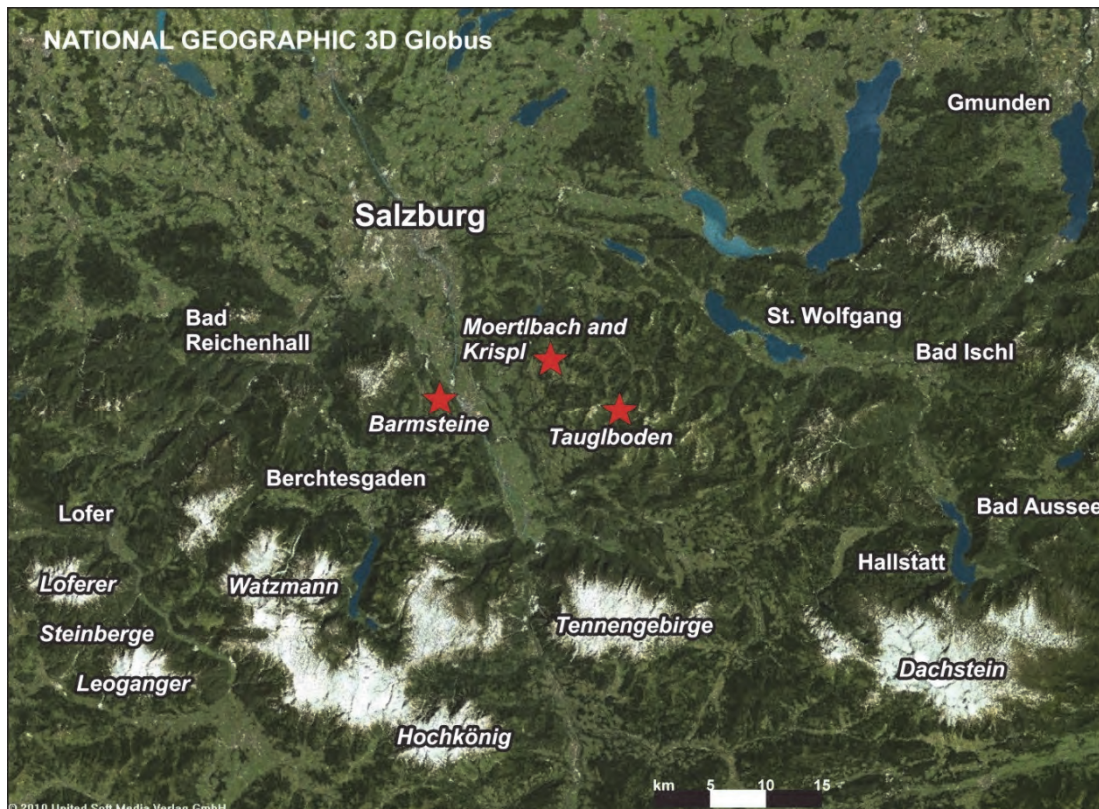 NATIONAL GEOGRAPHIC 3D Globus
Gmunden
Salzburg
Bad
Reichenhall
Moertlbach and
Krispl
St. Wolfgang
Bad Ischl
Barmsteine
Tauglboden
Berchtesgaden
Lofer
Bad Aussee
Hallstatt
Loferer
Steinberge
Watzmann
Tennengebirge
Leoganger
Dachstein
Hochkönig
km 5 10 15
© 2010 United Soft Media Verlag GmbH